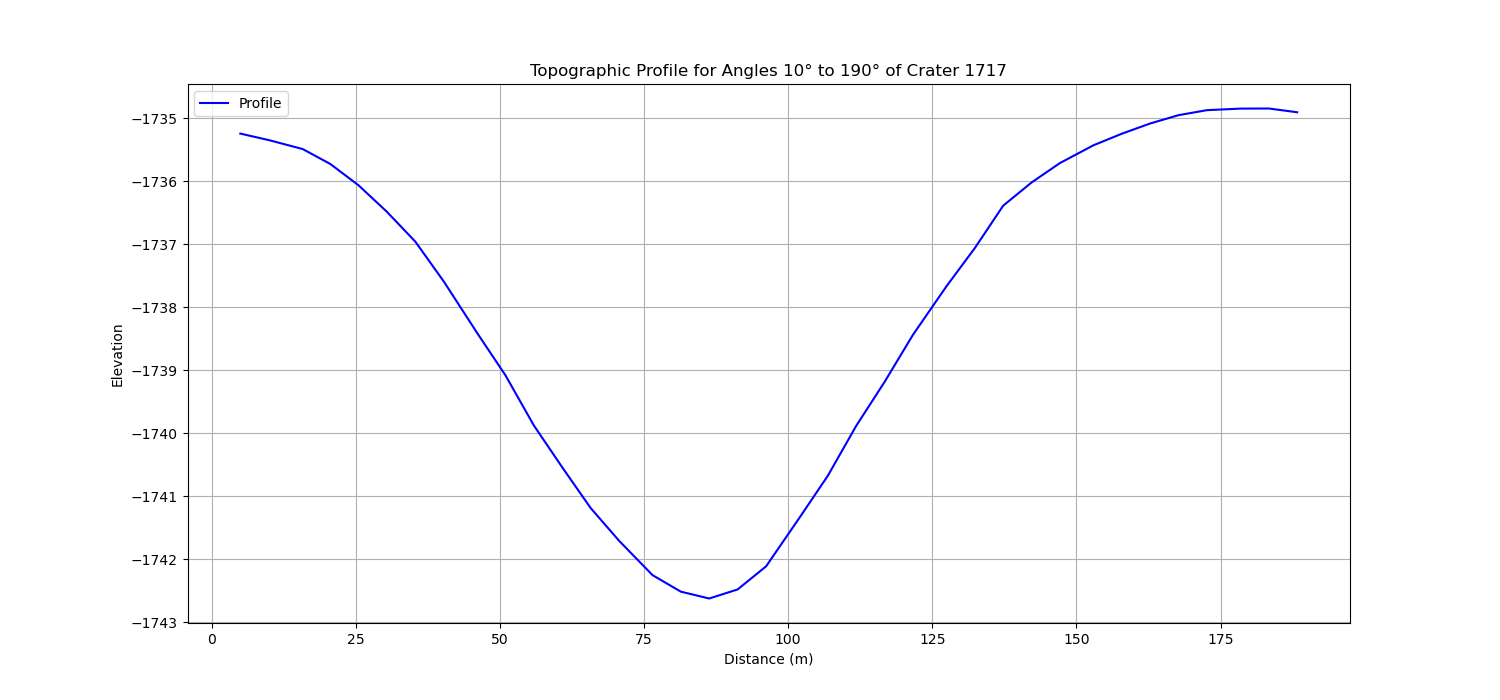 Topographic Profile for Angles 10° to 190° of Crater 1717
Profile
−1735
−1736
−1737
−1738
−1739
−1740
−1741
−1742
−1743
Elevation
0 25 50 75 100 125 150 175
Distance (m)